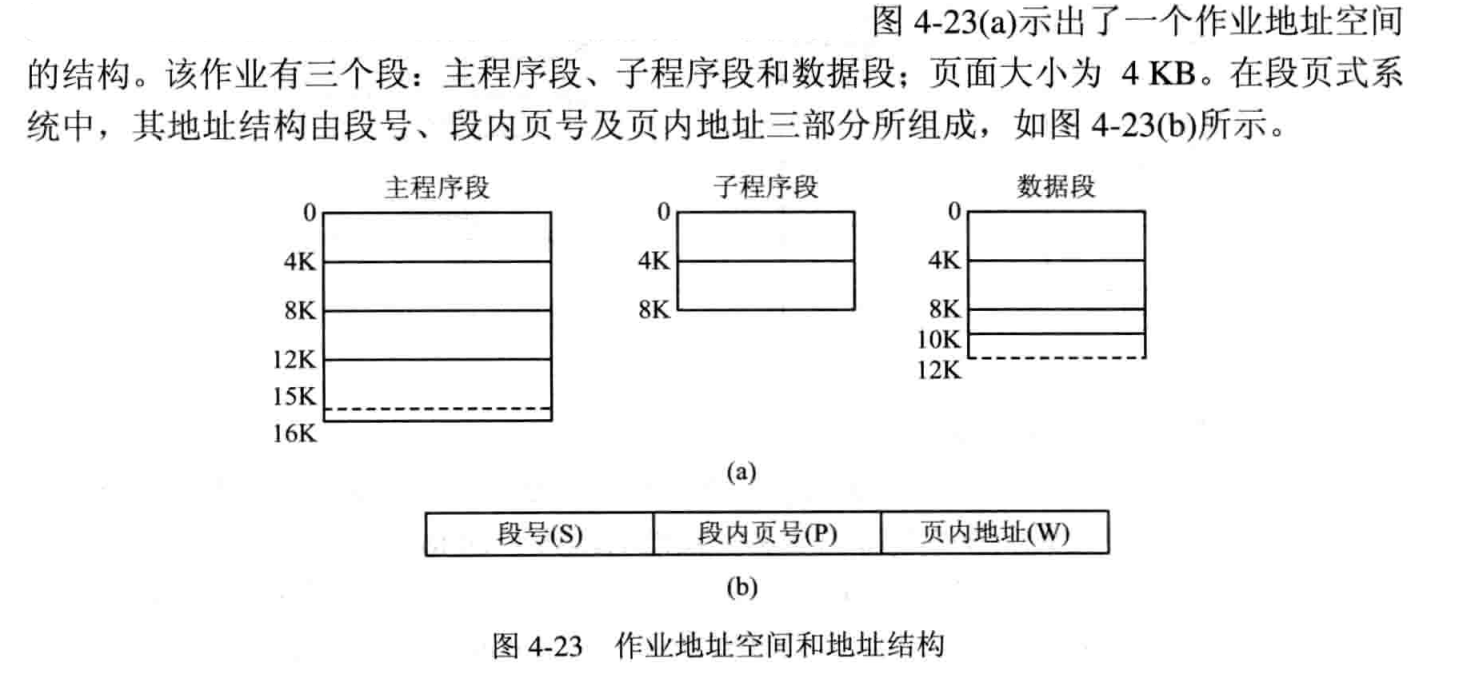 图 4-23(a)示出了一个作业地址空间
的结构。该作业有三个段：主程序段、子程序段和数据段；页面大小为 4 KB。在段页式系
统中，其地址结构由段号、段内页号及页内地址三部分所组成，如图 4-23(b)所示。
主程序段
0
4K
8K
12K
15K
16K
子程序段
0
4K
8K
数据段
0
4K
8K
10K
12K
(a)
段号(S) 段内页号(P) 页内地址(W)
(b)
图 4-23 作业地址空间和地址结构